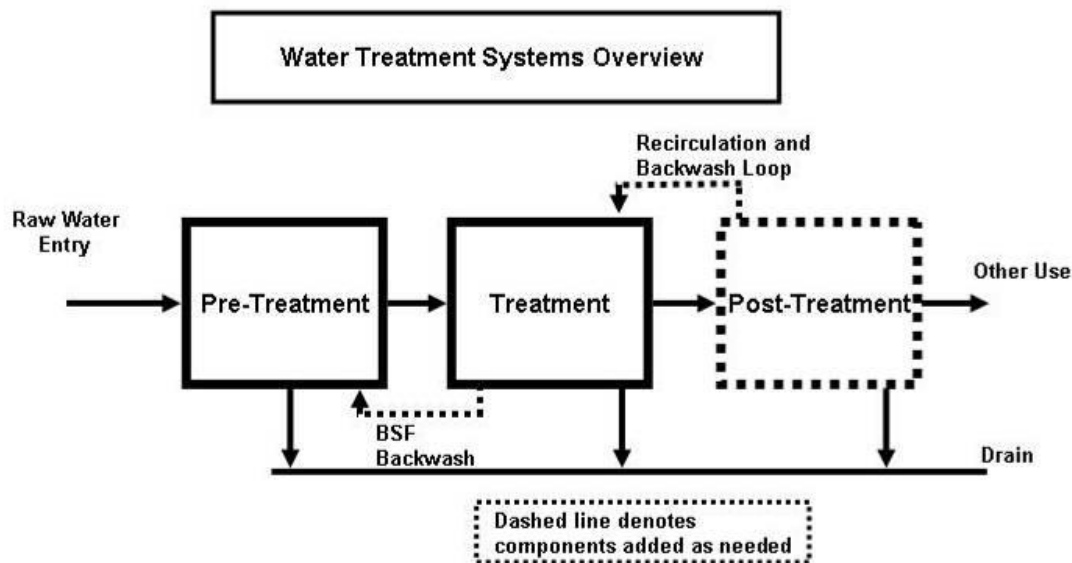 Water Treatment Systems Overview
Recirculation and
Backwash Loop
Raw Water
Entry
Other Use
Pre-Treatment
Treatment
Post-Treatment
BSF
Backwash
Drain
Dashed line denotes
components added as needed